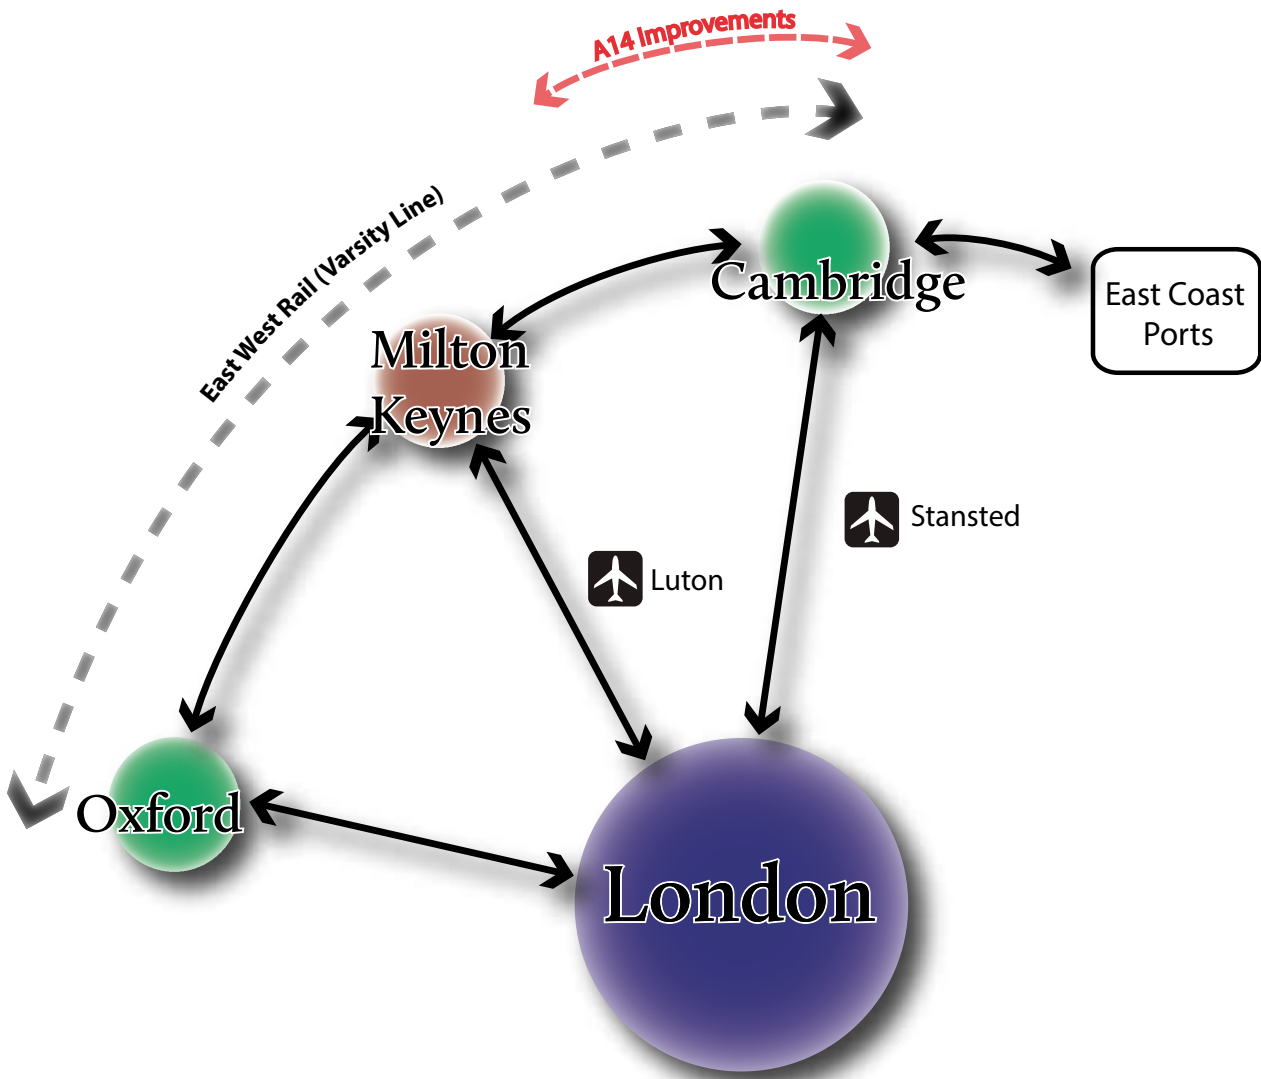 A14 Improvements
East West Rail (Varsity Line)
Cambridge
East Coast
Ports
Milton
Keynes
Stansted
Luton
Oxford
London